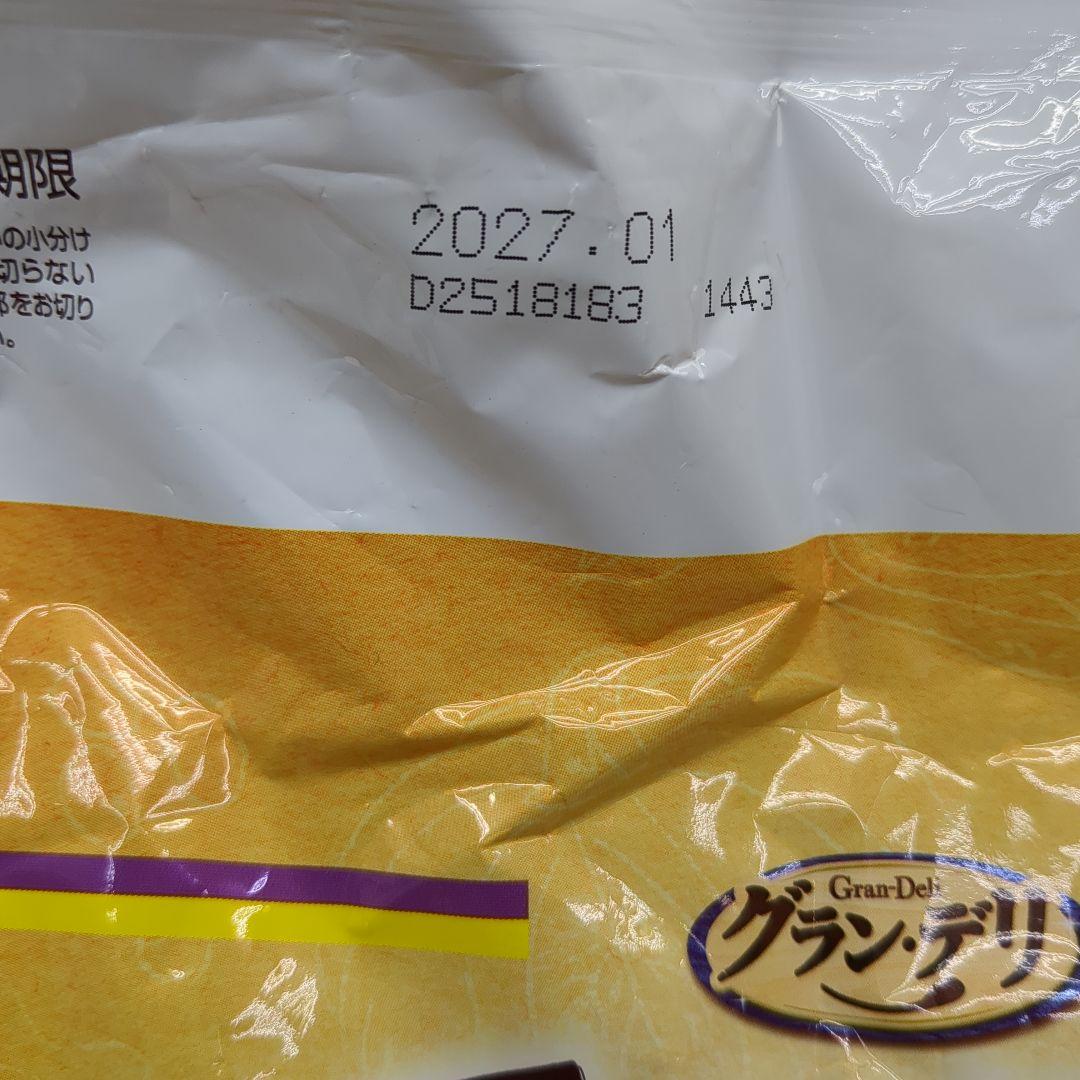 期限
の小分け
切らない
をお切り
い。
2027.01
D2518183 1443
Gran-Deli
グラン・デリ